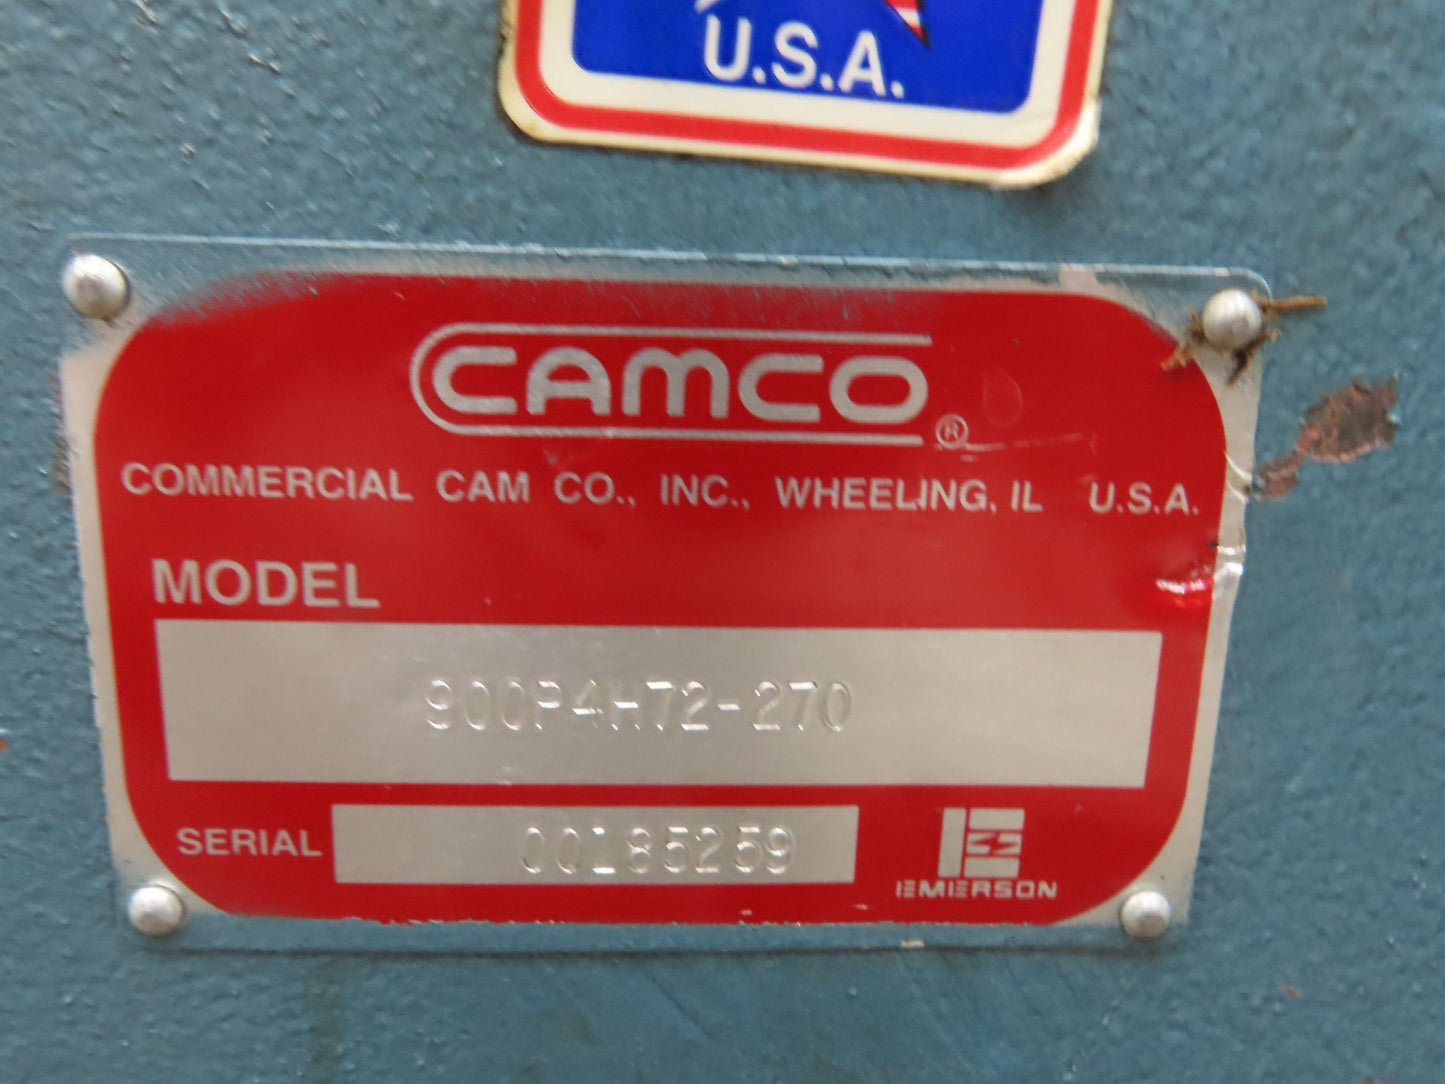 U.S.A.
CAMCO®
COMMERCIAL CAM CO., INC., WHEELING, IL U.S.A.
MODEL
900P4H72-270
SERIAL 00185259
EMERSON